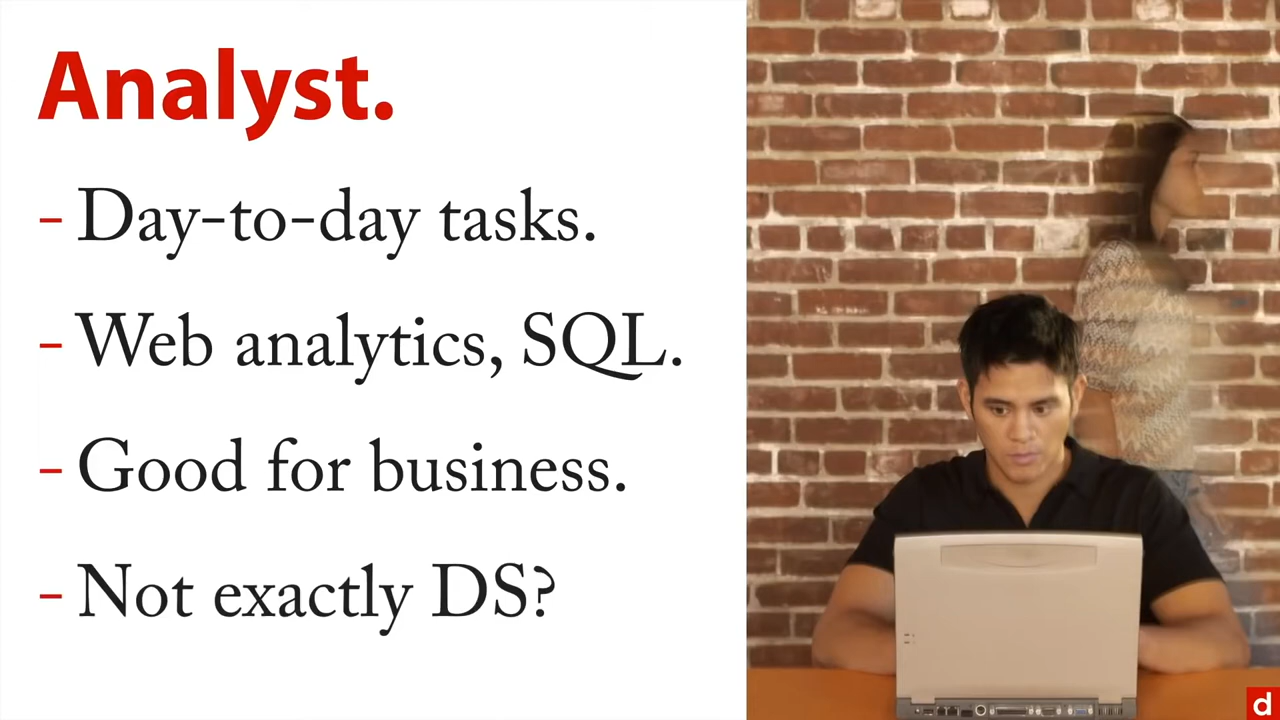 Analyst.
- Day-to-day tasks.
- Web analytics, SQL.
- Good for business.
- Not exactly DS?
d